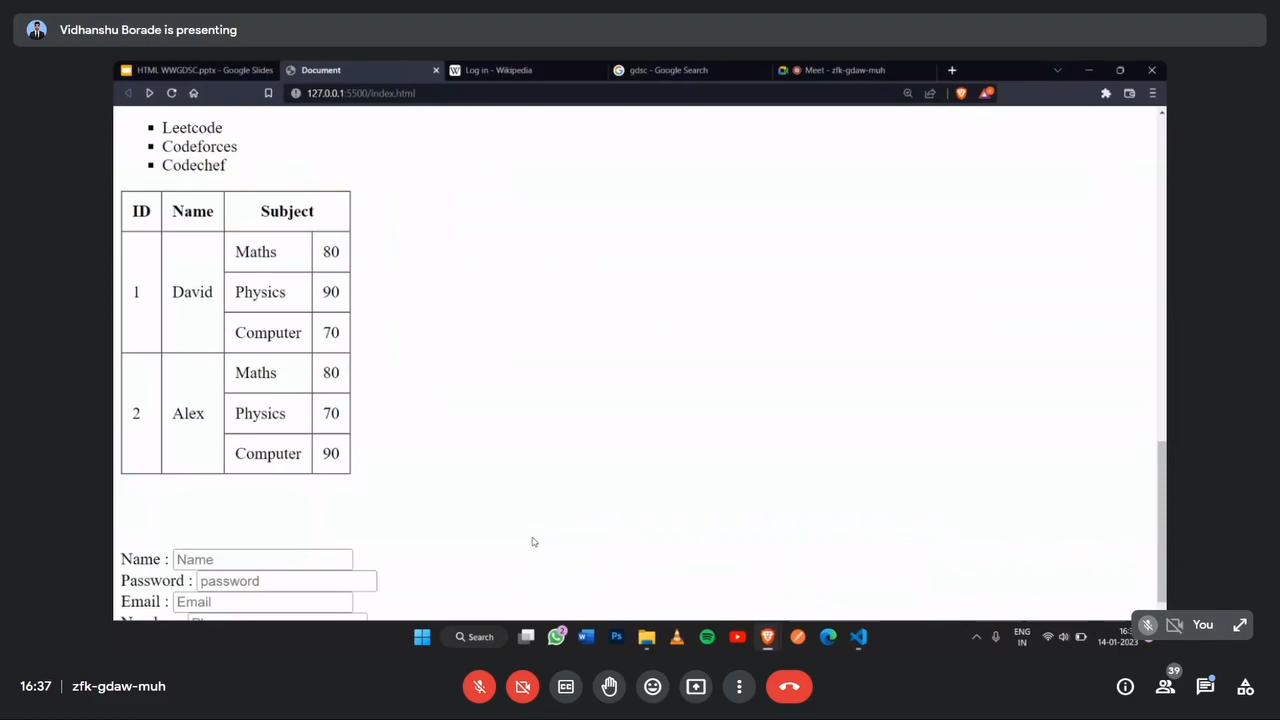 Vidhanshu Borade is presenting
HTML WWGDSC.pptx - Google Slides
Document
Log in - Wikipedia
gdsc - Google Search
Meet - zfk-gdaw-muh
127.0.0.1:5500/index.html
Leetcode
Codeforces
Codechef
ID Name Subject
Maths 80
1 David Physics 90
Computer 70
Maths 80
2 Alex Physics 70
Computer 90
Name : Name
Password : password
Email : Email
Search
2
ENG
IN
14-01-2023
You
16:37 zfk-gdaw-muh
39